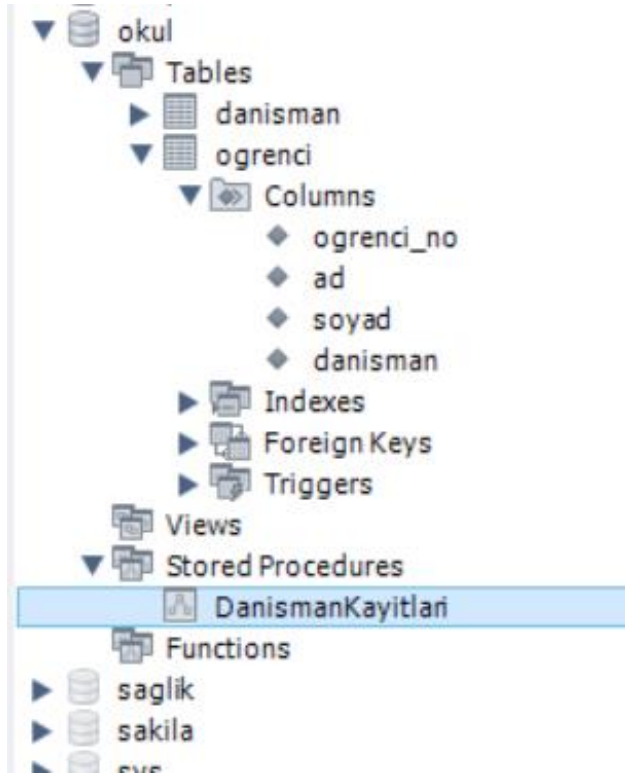 okul
Tables
danisman
ogrenci
Columns
ogrenci_no
ad
soyad
danisman
Indexes
Foreign Keys
Triggers
Views
Stored Procedures
DanismanKayitlari
Functions
saglik
sakila
sys